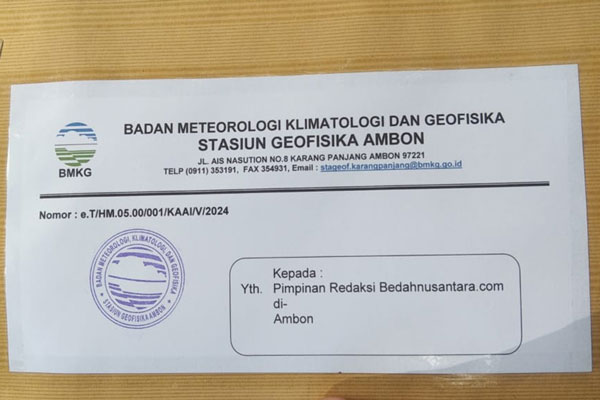 BADAN METEOROLOGI KLIMATOLOGI DAN GEOFISIKA
STASIUN GEOFISIKA AMBON
JL. AIS NASUTION NO.8 KARANG PANJANG AMBON 97221
TELP (0911) 353191, FAX 354931, Email : stageof.karangpanjang@bmkg.go.id
BMKG
Nomor : e.T/HM.05.00/001/KAAI/V/2024
BADAN METEOROLOGI, KLIMATOLOGI DAN GEOFISIKA
STASIUN GEOFISIKA AMBON
Kepada :
Yth. Pimpinan Redaksi Bedahnusantara.com
di-
Ambon